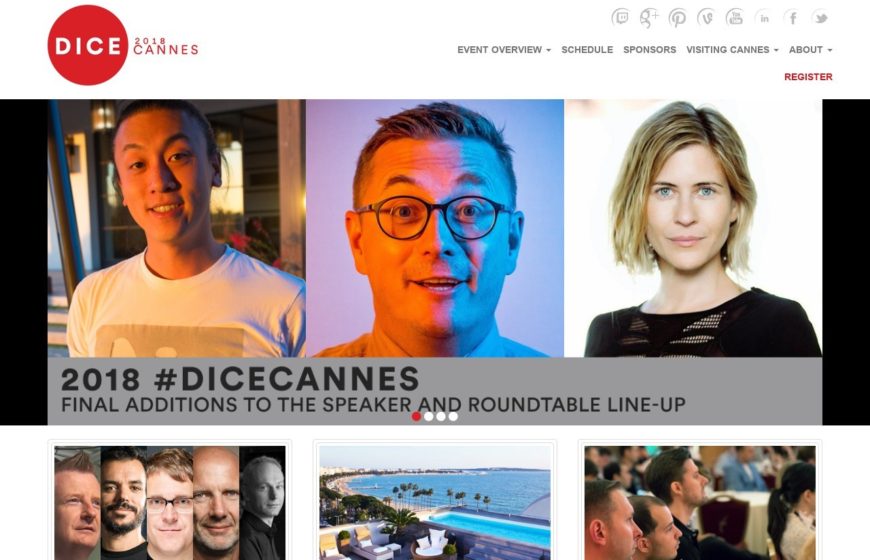 DICE
2018
CANNES
EVENT OVERVIEW
SCHEDULE
SPONSORS
VISITING CANNES
ABOUT
REGISTER
2018 #DICECANNES
FINAL ADDITIONS TO THE SPEAKER AND ROUNDTABLE LINE-UP